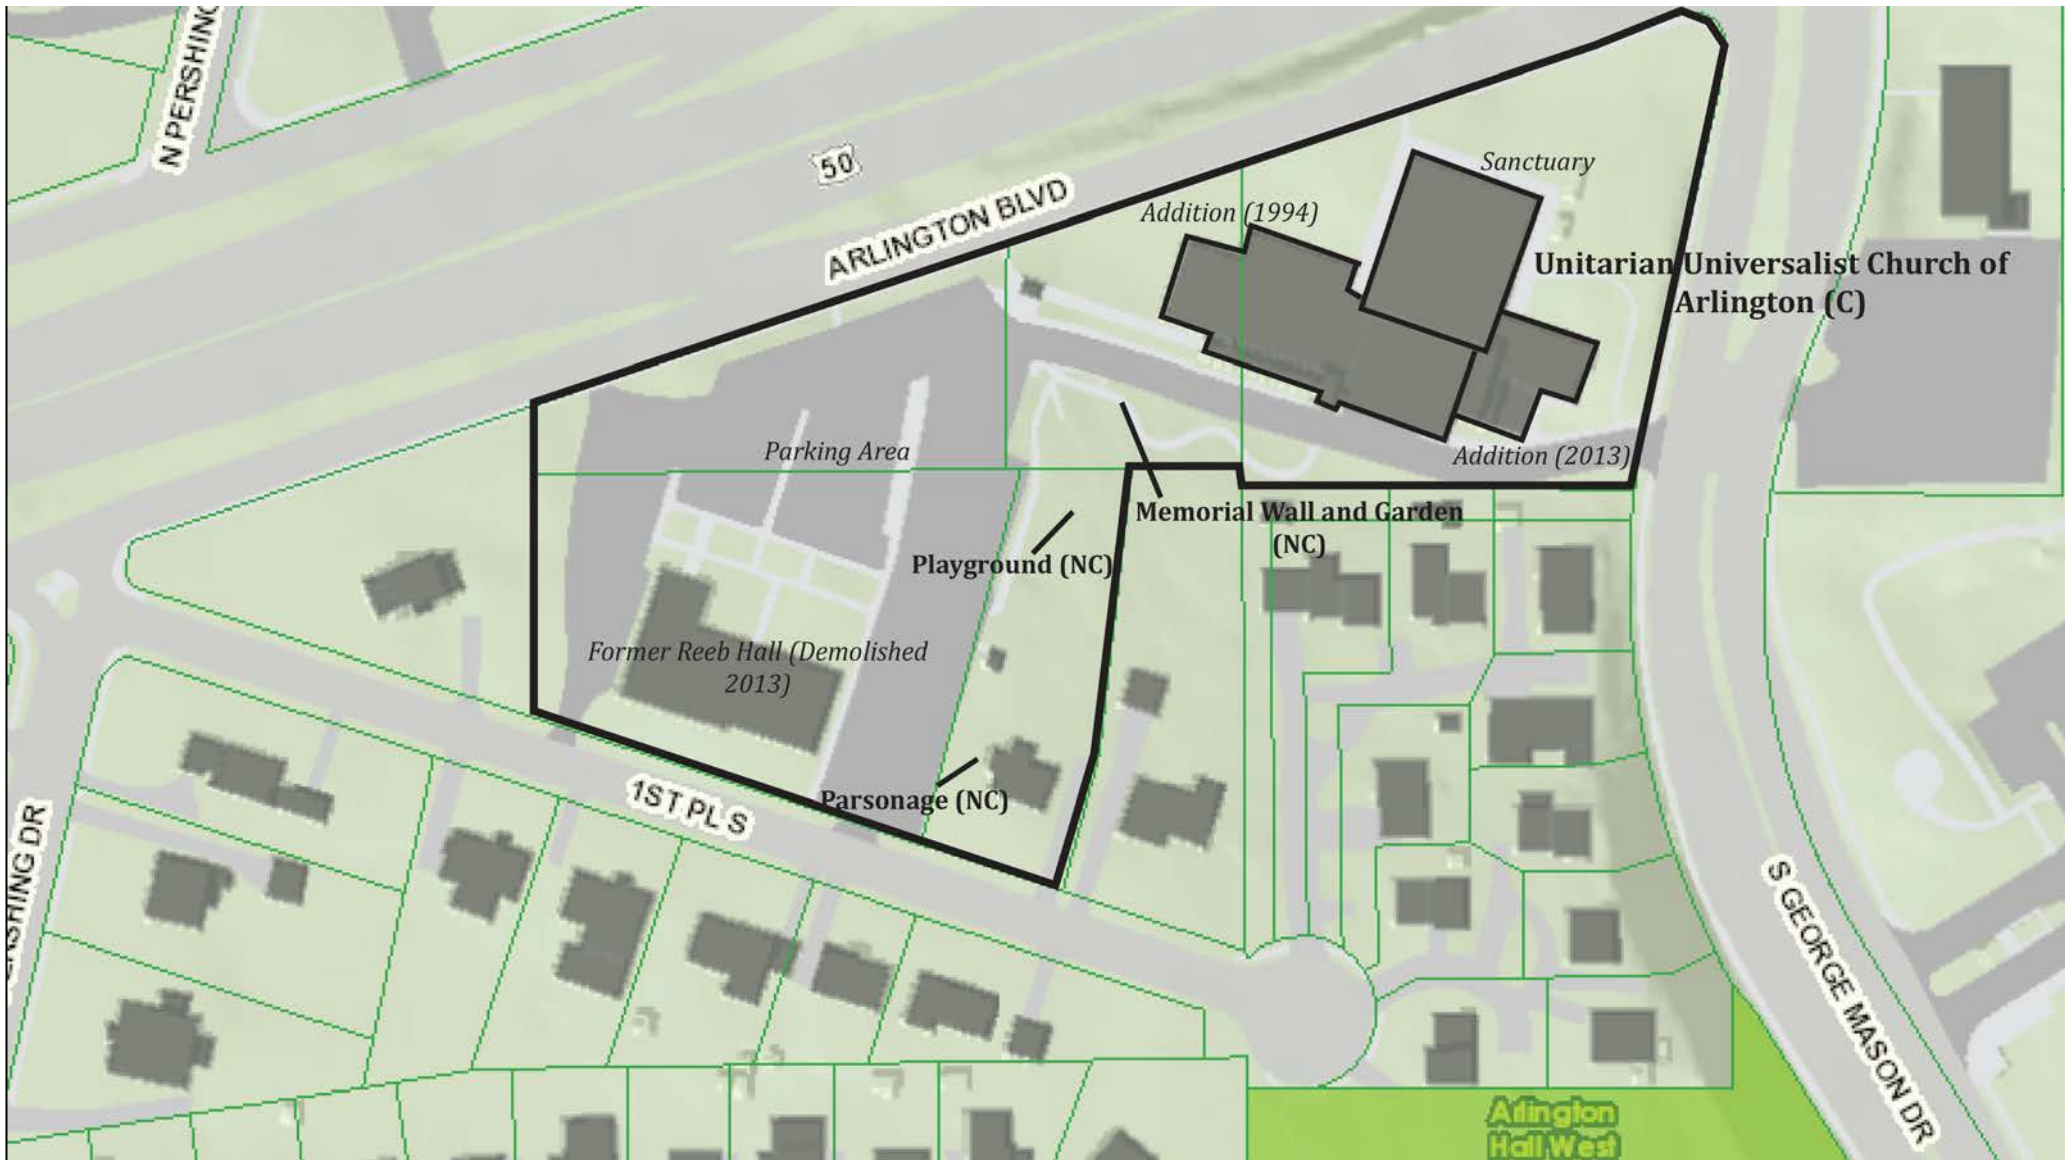 N PERSHING
50
ARLINGTON BLVD
Sanctuary
Addition (1994)
Unitarian Universalist Church of
Arlington (C)
Parking Area
Addition (2013)
Memorial Wall and Garden
(NC)
Playground (NC)
Former Reeb Hall (Demolished
2013)
Parsonage (NC)
1ST PL S
SHING DR
S GEORGE MASON DR
Arlington
Hall West